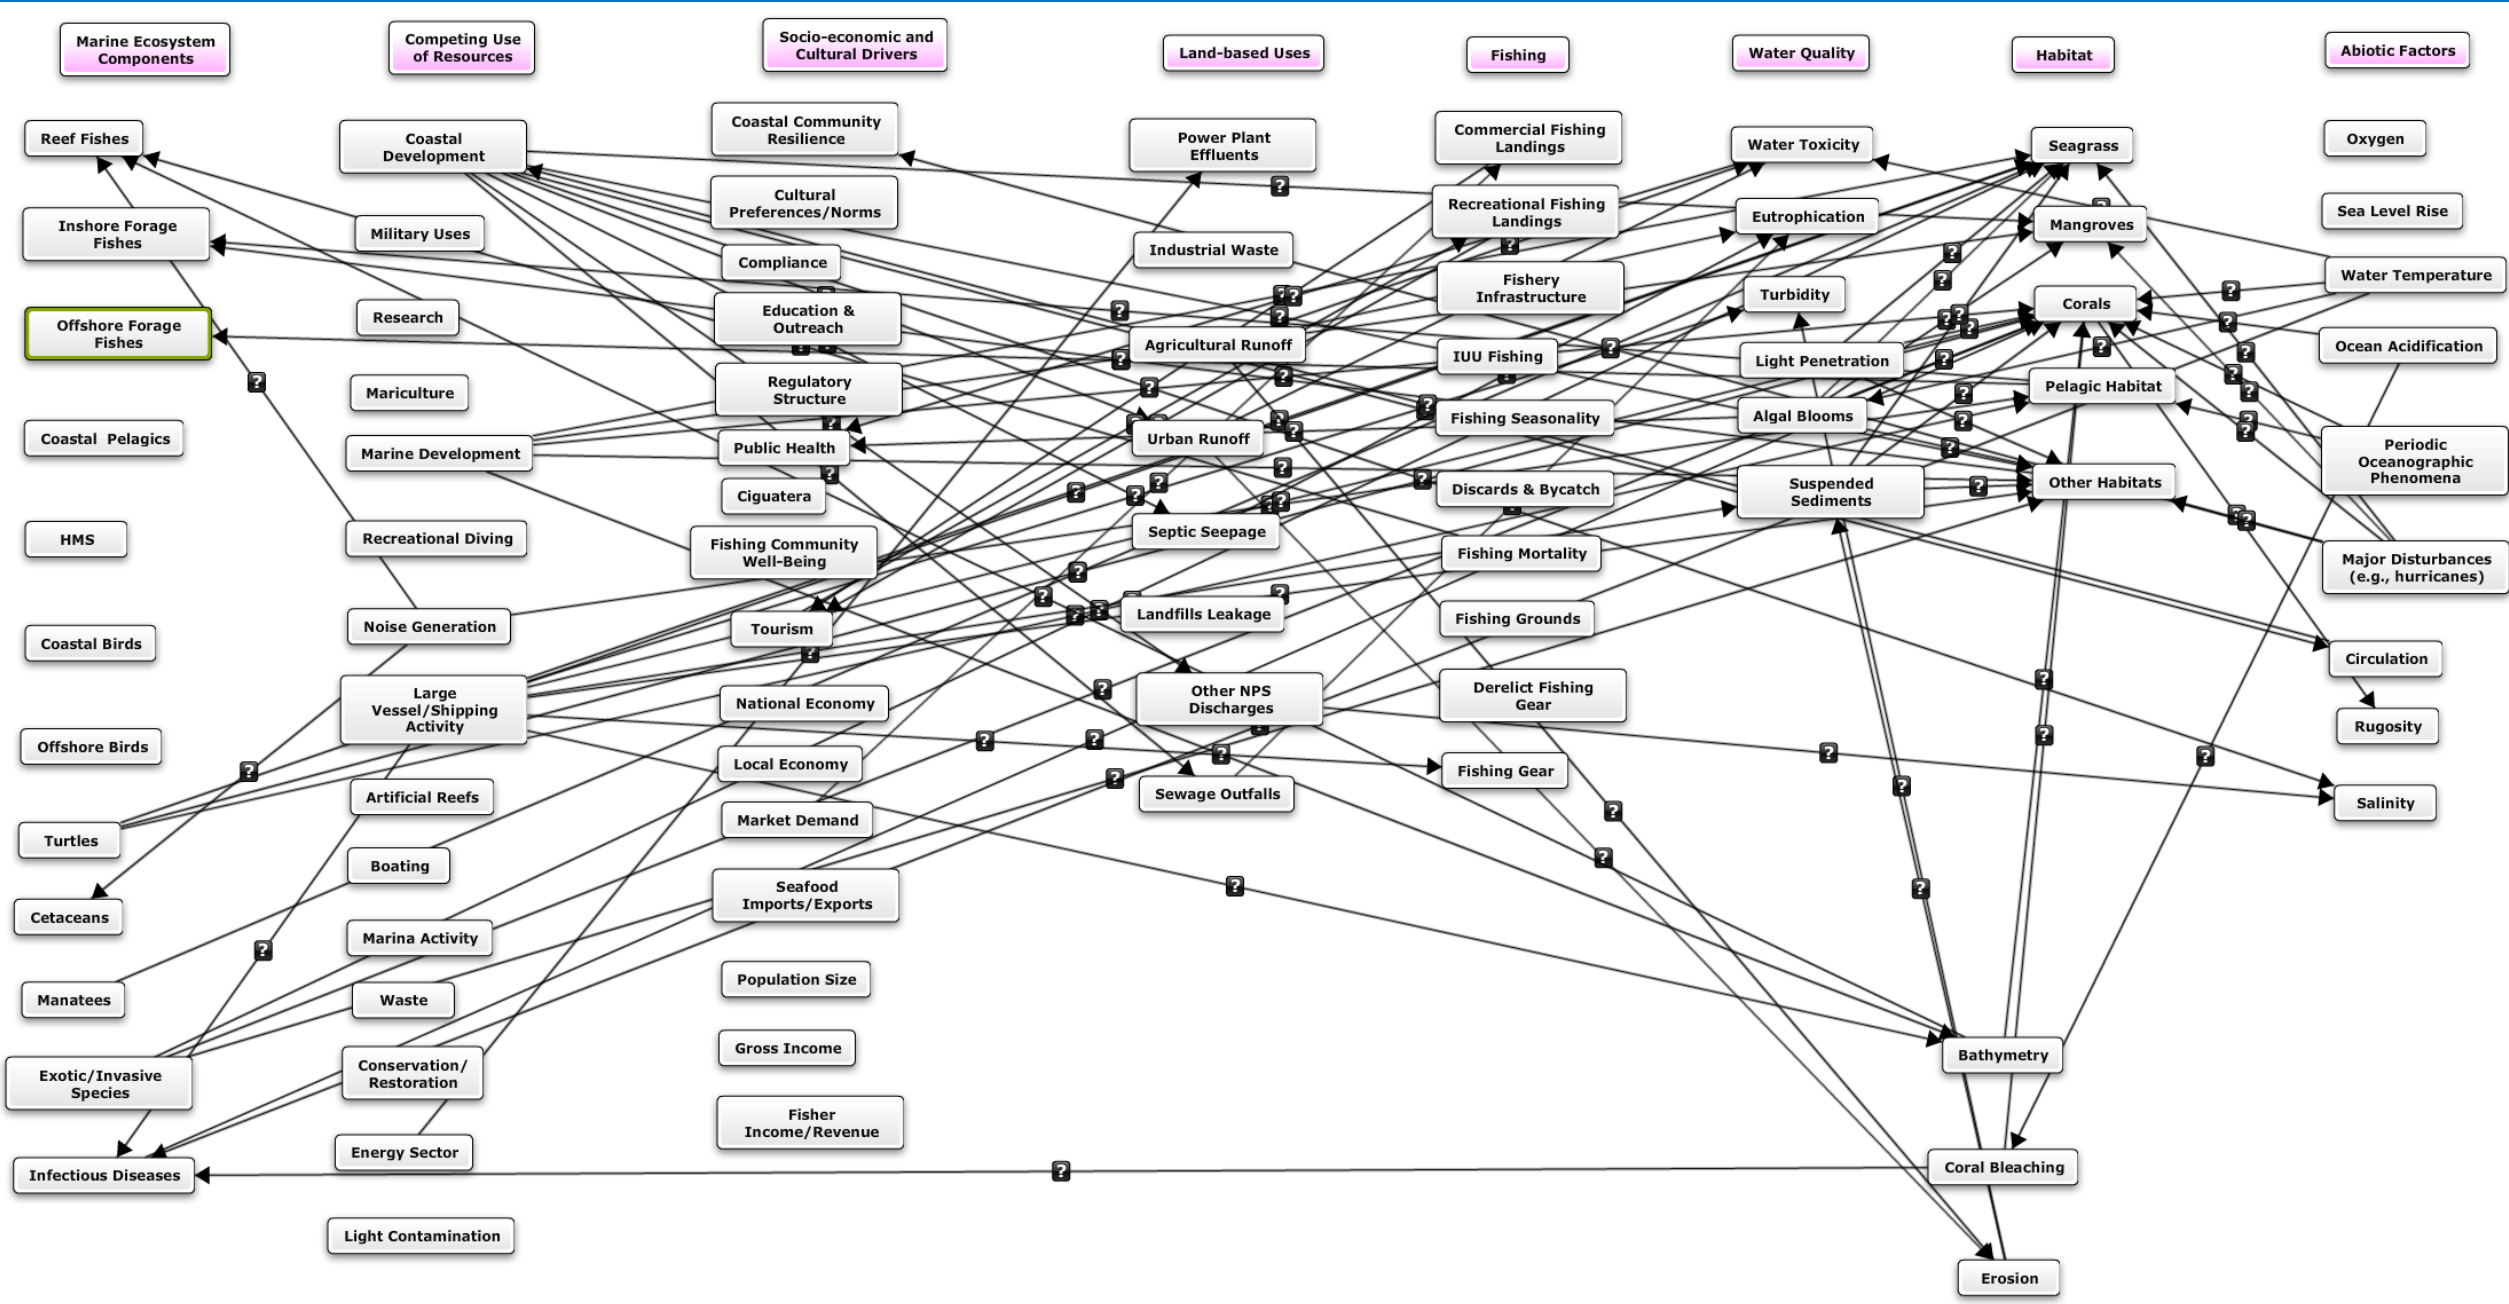 Marine Ecosystem
Components
Competing Use
of Resources
Socio-economic and
Cultural Drivers
Land-based Uses
Fishing
Water Quality
Habitat
Abiotic Factors
Reef Fishes
Inshore Forage
Fishes
Offshore Forage
Fishes
Coastal  Pelagics
HMS
Coastal Birds
Offshore Birds
Turtles
Cetaceans
Manatees
Exotic/Invasive
Species
Infectious Diseases
Coastal
Development
Military Uses
Research
Mariculture
Marine Development
Recreational Diving
Noise Generation
Large
Vessel/Shipping
Activity
Artificial Reefs
Boating
Marina Activity
Waste
Conservation/
Restoration
Energy Sector
Light Contamination
Coastal Community
Resilience
Cultural
Preferences/Norms
Compliance
Education &
Outreach
Regulatory
Structure
Public Health
Ciguatera
Fishing Community
Well-Being
Tourism
National Economy
Local Economy
Market Demand
Seafood
Imports/Exports
Population Size
Gross Income
Fisher
Income/Revenue
Power Plant
Effluents
Industrial Waste
Agricultural Runoff
Urban Runoff
Septic Seepage
Landfills Leakage
Other NPS
Discharges
Sewage Outfalls
Commercial Fishing
Landings
Recreational Fishing
Landings
Fishery
Infrastructure
IUU Fishing
Fishing Seasonality
Discards & Bycatch
Fishing Mortality
Fishing Grounds
Derelict Fishing
Gear
Fishing Gear
Water Toxicity
Eutrophication
Turbidity
Light Penetration
Algal Blooms
Suspended
Sediments
Seagrass
Mangroves
Corals
Pelagic Habitat
Other Habitats
Bathymetry
Coral Bleaching
Erosion
Oxygen
Sea Level Rise
Water Temperature
Ocean Acidification
Periodic
Oceanographic
Phenomena
Major Disturbances
(e.g., hurricanes)
Circulation
Rugosity
Salinity